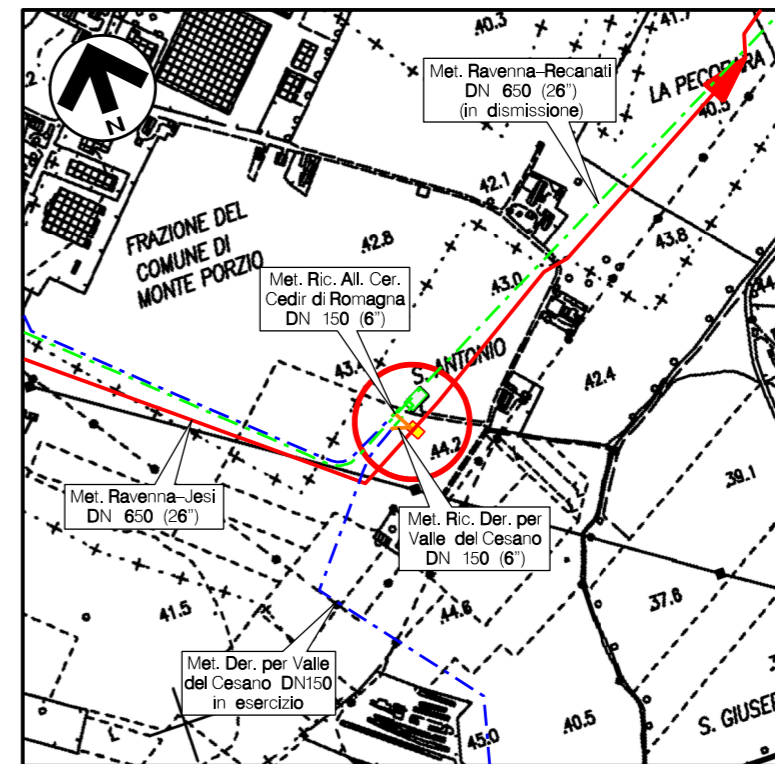 40.3
41.7
Met. Ravenna-Recanati
DN 650 (26")
(in dismissione)
LA PECORARA
40.3
N
42.1
FRAZIONE DEL
COMUNE DI
MONTE PORZIO
42.8
43.8
43.0
Met. Ric. All. Cer.
Cedir di Romagna
DN 150 (6")
S. ANTONIO
42.4
44.2
39.1
Met. Ravenna-Jesi
DN 650 (26")
Met. Ric. Der. per
Valle del Cesano
DN 150 (6")
41.5
44.6
37.6
Met. Der. per Valle
del Cesano DN150
in esercizio
40.5
45.0